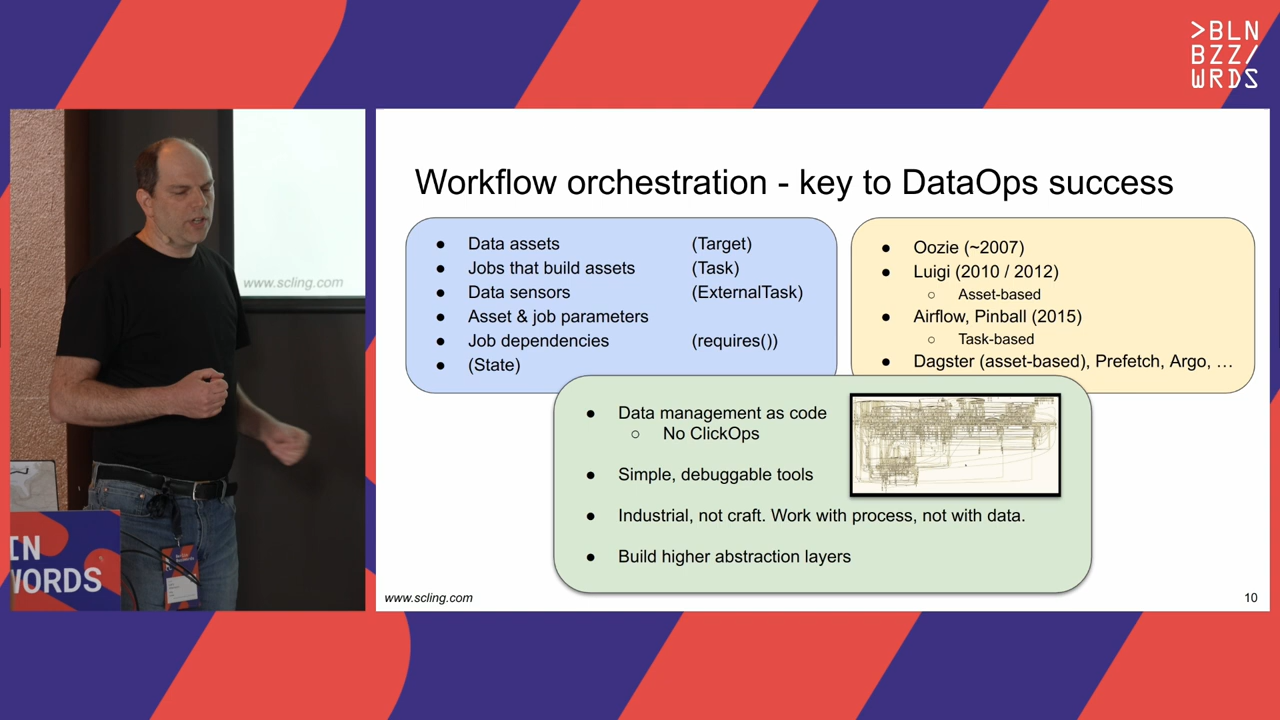 >BLN
BZZ/
WRDS
www.scling.com
IN
WORDS
Workflow orchestration - key to DataOps success
● Data assets (Target)
● Jobs that build assets (Task)
● Data sensors (ExternalTask)
● Asset & job parameters
● Job dependencies (requires())
● (State)
● Oozie (~2007)
● Luigi (2010 / 2012)
○ Asset-based
● Airflow, Pinball (2015)
○ Task-based
● Dagster (asset-based), Prefetch, Argo, …
● Data management as code
○ No ClickOps
● Simple, debuggable tools
● Industrial, not craft. Work with process, not with data.
● Build higher abstraction layers
www.scling.com
10